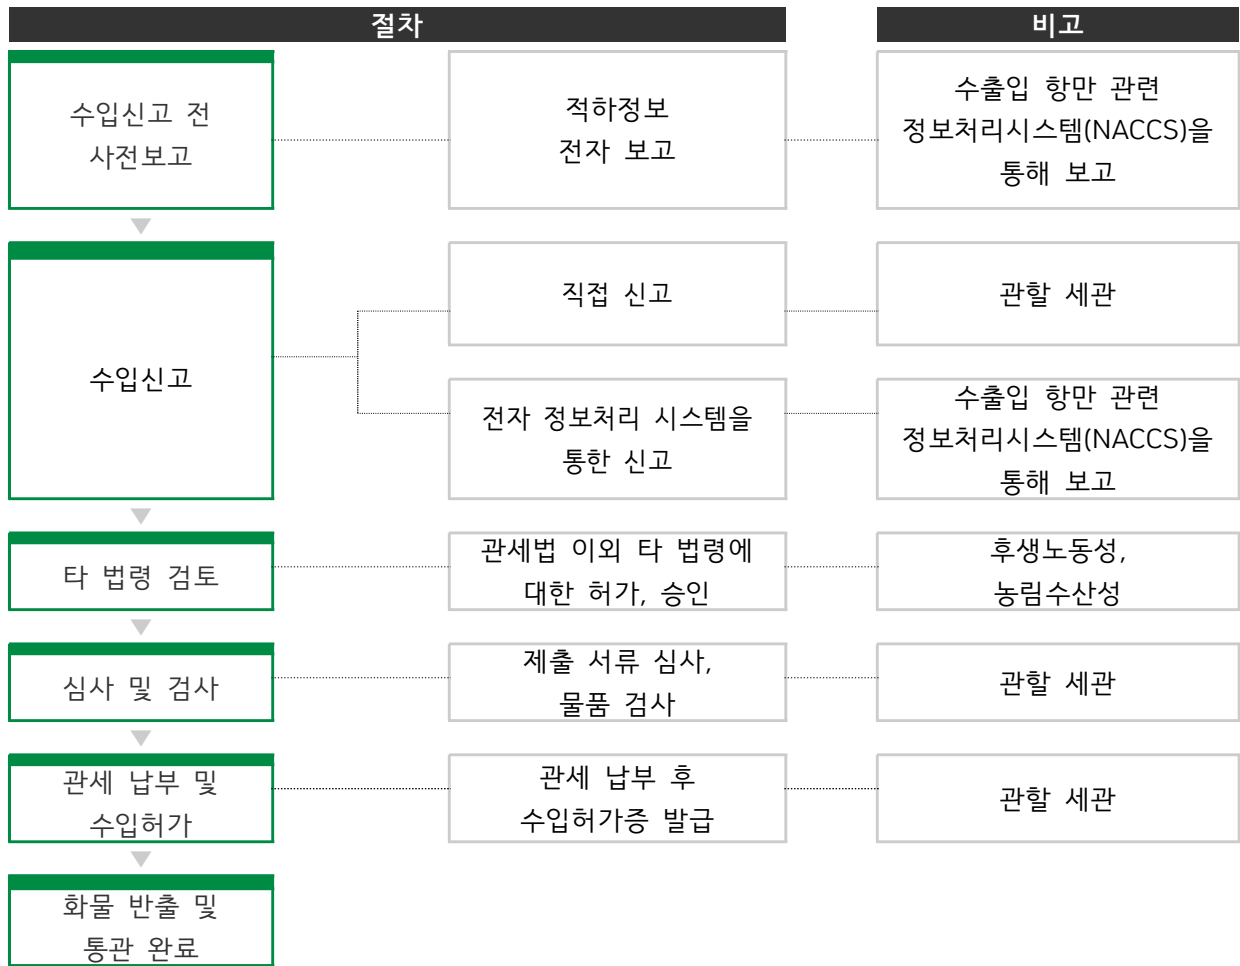 절차
비고
수입신고 전
사전보고
적하정보
전자 보고
수출입 항만 관련
정보처리시스템(NACCS)을
통해 보고
수입신고
직접 신고
관할 세관
전자 정보처리 시스템을
통한 신고
수출입 항만 관련
정보처리시스템(NACCS)을
통해 보고
타 법령 검토
관세법 이외 타 법령에
대한 허가, 승인
후생노동성,
농림수산성
심사 및 검사
제출 서류 심사,
물품 검사
관할 세관
관세 납부 및
수입허가
관세 납부 후
수입허가증 발급
관할 세관
화물 반출 및
통관 완료